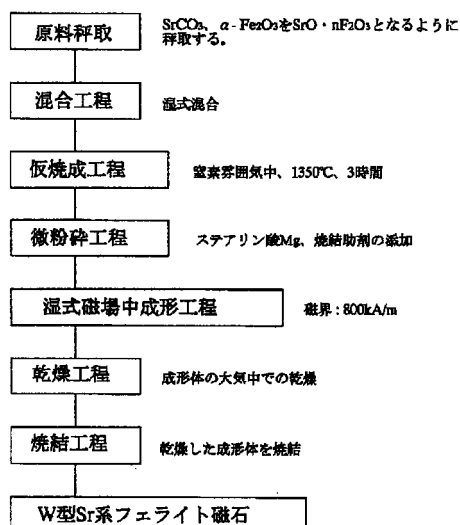 原料秤取
SrCO₃、α-Fe₂O₃をSrO・nF₂O₃となるように
秤取する。
混合工程
湿式混合
仮焼成工程
窒素雰囲気中、1350℃、3時間
微粉砕工程
ステアリン酸Mg、焼結助剤の添加
湿式磁場中成形工程
磁界：800kA/m
乾燥工程
成形体の大気中での乾燥
焼結工程
乾燥した成形体を焼結
W型Sr系フェライト磁石